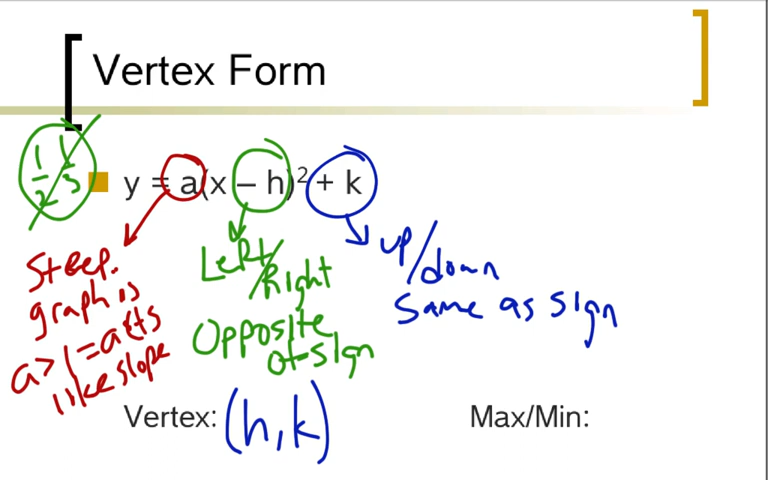 Vertex Form
1/2 1/3
y = a(x – h)² + k
Steep.
graph is
a>1=acts
like slope
Left/Right
Opposite
of sign
up/down
same as sign
Vertex: (h,k)
Max/Min: